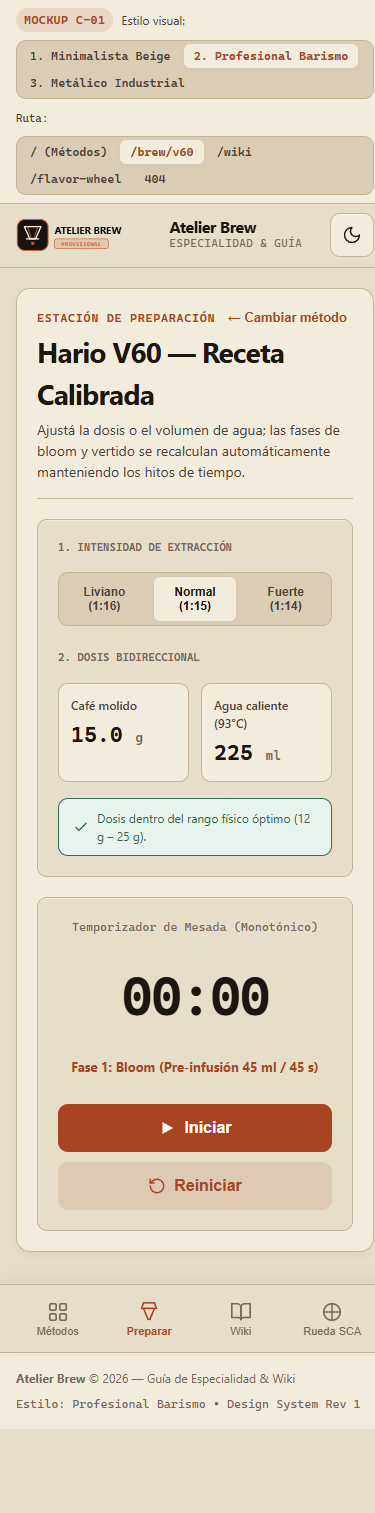 MOCKUP C-01 Estilo visual:
1. Minimalista Beige 2. Profesional Barismo
3. Metálico Industrial
Ruta:
/ (Métodos) /brew/v60 /wiki
/flavor-wheel 404
ATELIER BREW
PROVISIONAL
Atelier Brew
ESPECIALIDAD & GUÍA
ESTACIÓN DE PREPARACIÓN ← Cambiar método
Hario V60 — Receta
Calibrada
Ajustá la dosis o el volumen de agua; las fases de
bloom y vertido se recalculan automáticamente
manteniendo los hitos de tiempo.
1. INTENSIDAD DE EXTRACCIÓN
Liviano Normal Fuerte
(1:16) (1:15) (1:14)
2. DOSIS BIDIRECCIONAL
Café molido
15.0 g
Agua caliente
(93°C)
225 ml
Dosis dentro del rango físico óptimo (12
g – 25 g).
Temporizador de Mesada (Monotónico)
00:00
Fase 1: Bloom (Pre-infusión 45 ml / 45 s)
Iniciar
Reiniciar
Métodos Preparar Wiki Rueda SCA
Atelier Brew © 2026 — Guía de Especialidad & Wiki
Estilo: Profesional Barismo • Design System Rev 1